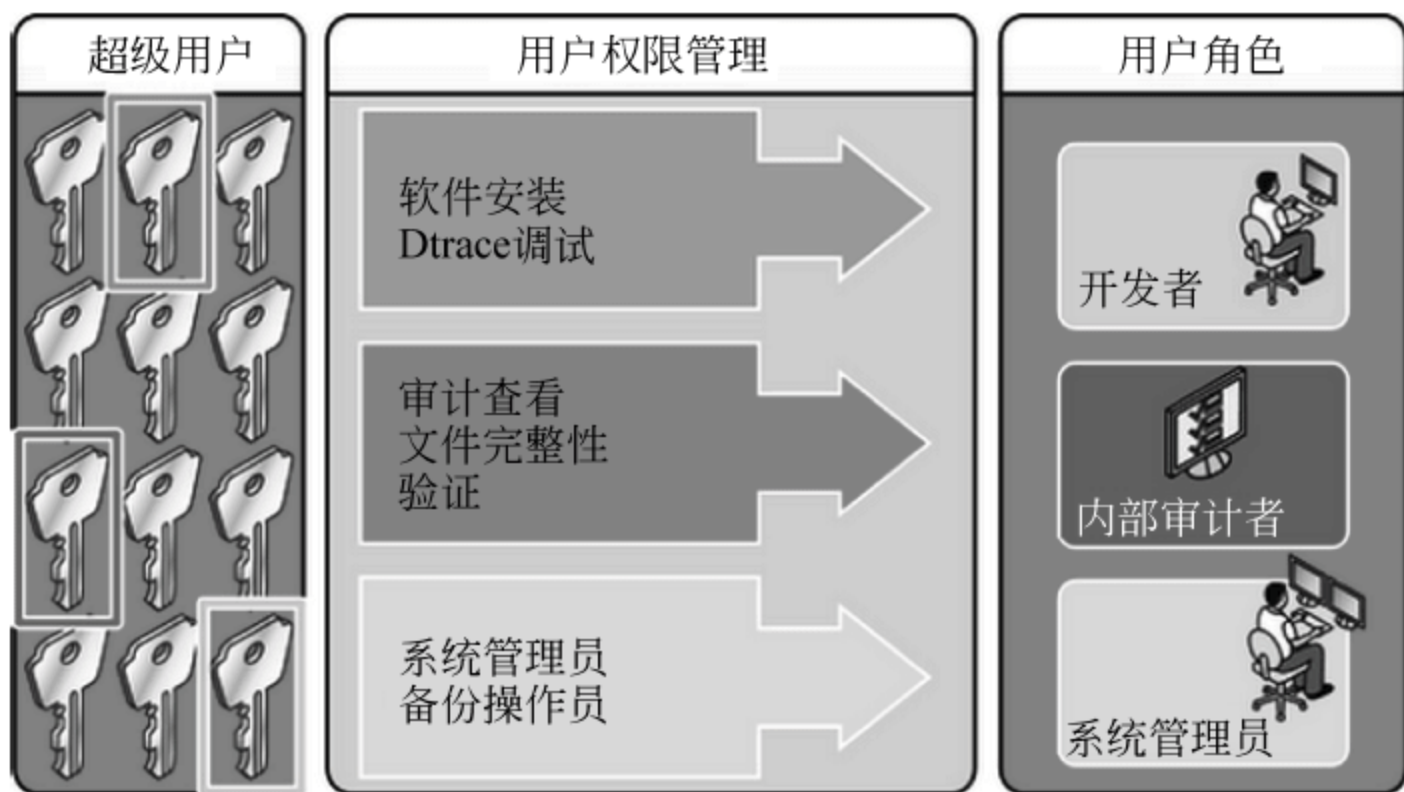 超级用户
用户权限管理
用户角色
软件安装
Dtrace调试
开发者
审计查看
文件完整性
验证
内部审计者
系统管理员
备份操作员
系统管理员